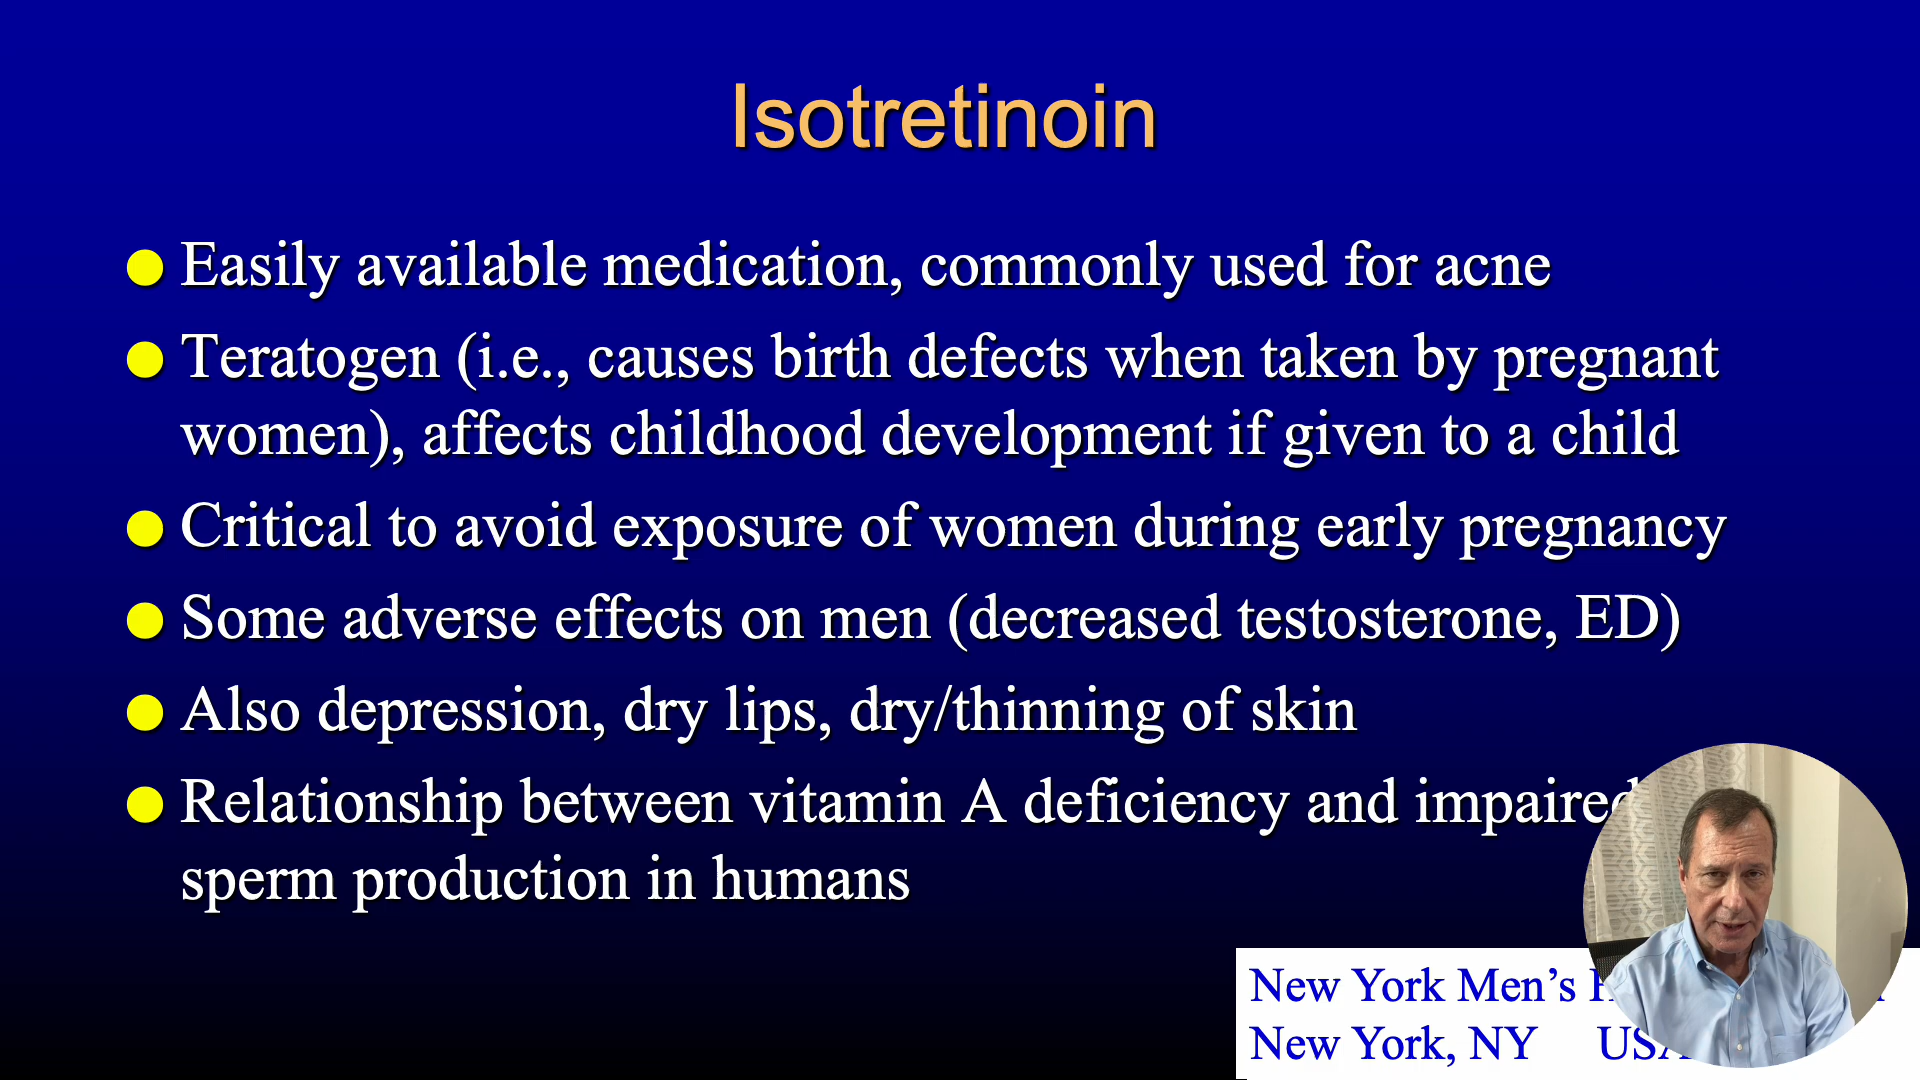 Isotretinoin
Easily available medication, commonly used for acne
Teratogen (i.e., causes birth defects when taken by pregnant
women), affects childhood development if given to a child
Critical to avoid exposure of women during early pregnancy
Some adverse effects on men (decreased testosterone, ED)
Also depression, dry lips, dry/thinning of skin
Relationship between vitamin A deficiency and impaired
sperm production in humans
New York Men's
New York, NY USA